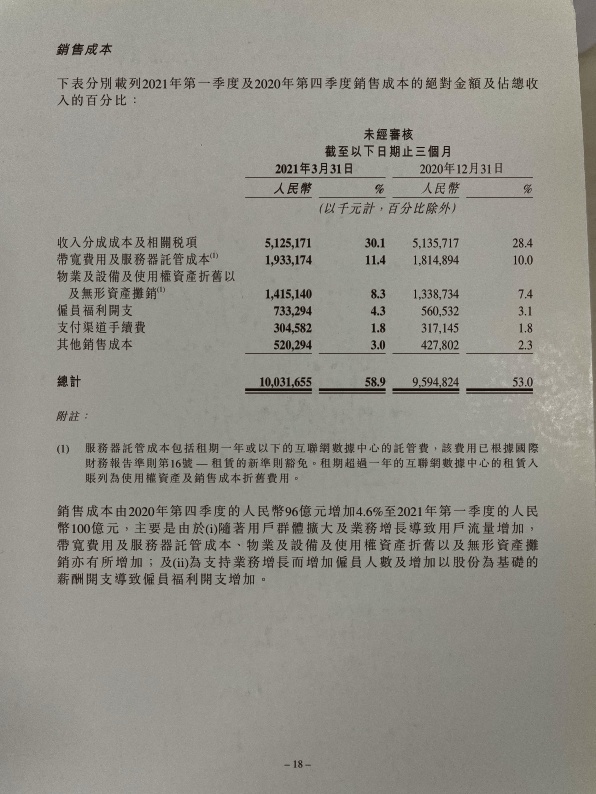 銷售成本
下表分別載列2021年第一季度及2020年第四季度銷售成本的絕對金額及佔總收
入的百分比：
未經審核
截至以下日期止三個月
2021年3月31日 2020年12月31日
人民幣 % 人民幣 %
(以千元計，百分比除外)
收入分成成本及相關稅項 5,125,171 30.1 5,135,717 28.4
帶寬費用及服務器託管成本(1) 1,933,174 11.4 1,814,894 10.0
物業及設備及使用權資產折舊以
及無形資產攤銷(1) 1,415,140 8.3 1,338,734 7.4
僱員福利開支 733,294 4.3 560,532 3.1
支付渠道手續費 304,582 1.8 317,145 1.8
其他銷售成本 520,294 3.0 427,802 2.3
總計 10,031,655 58.9 9,594,824 53.0
附註：
(1) 服務器託管成本包括租期一年或以下的互聯網數據中心的託管費，該費用已根據國際
財務報告準則第16號 — 租賃的新準則豁免。租期超過一年的互聯網數據中心的租賃入
賬列為使用權資產及銷售成本折舊費用。
銷售成本由2020年第四季度的人民幣96億元增加4.6%至2021年第一季度的人民
幣100億元，主要是由於(i)隨著用戶群體擴大及業務增長導致用戶流量增加，
帶寬費用及服務器託管成本、物業及設備及使用權資產折舊以及無形資產攤
銷亦有所增加；及(ii)為支持業務增長而增加僱員人數及增加以股份為基礎的
薪酬開支導致僱員福利開支增加。
– 18 –